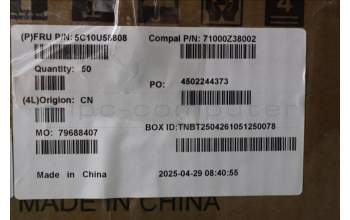 (P)FRU P/N: 5C10U58808 Compal P/N: 71000Z38002
Quantity: 50
PO: 4502244373
(4L)Origion: CN
MO: 79688407 BOX ID:TNBT2504261051250078
Made in China 2025-04-29 08:40:55
MADE IN CHINA